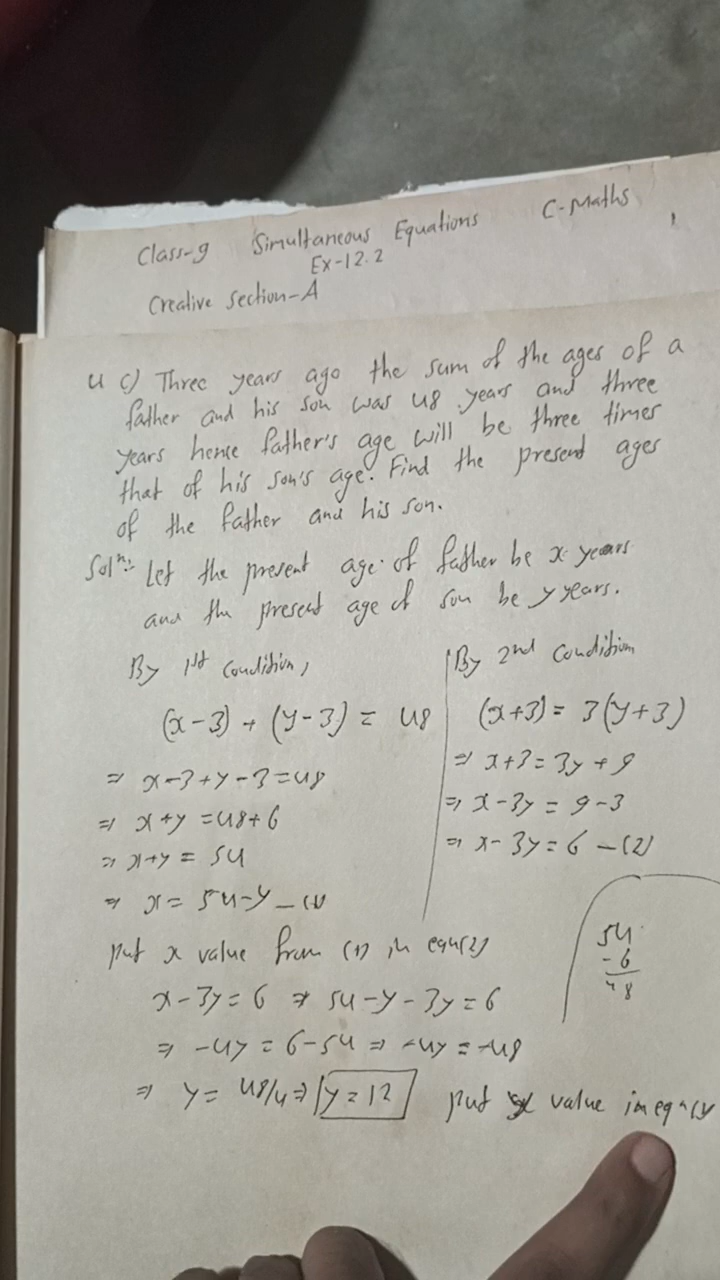 Class-9 Simultaneous Equations C-Maths
Ex-12.2
Creative section-A
4 c) Three years ago the sum of the ages of a
father and his son was 48 years and three
years hense father's age will be three times
that of his son's age. Find the present ages
of the father and his son.
Solⁿ:- Let the present age of father be x years
and the present age of son be y years.
By 1st condition,
(x-3) + (y-3) = 48
⇒ x-3+y-3=48
⇒ x+y = 48+6
⇒ x+y = 54
⇒ x = 54-y —(1)
By 2nd condition
(x+3) = 3(y+3)
⇒ x+3 = 3y+9
⇒ x-3y = 9-3
⇒ x-3y = 6 —(2)
put x value from (1) in eqn(2)
x-3y = 6 ⇒ 54-y-3y = 6
⇒ -4y = 6-54 ⇒ -4y = -48
⇒ y = 48/4 ⇒ y = 12 put value in eqn(1)
54
-6
48